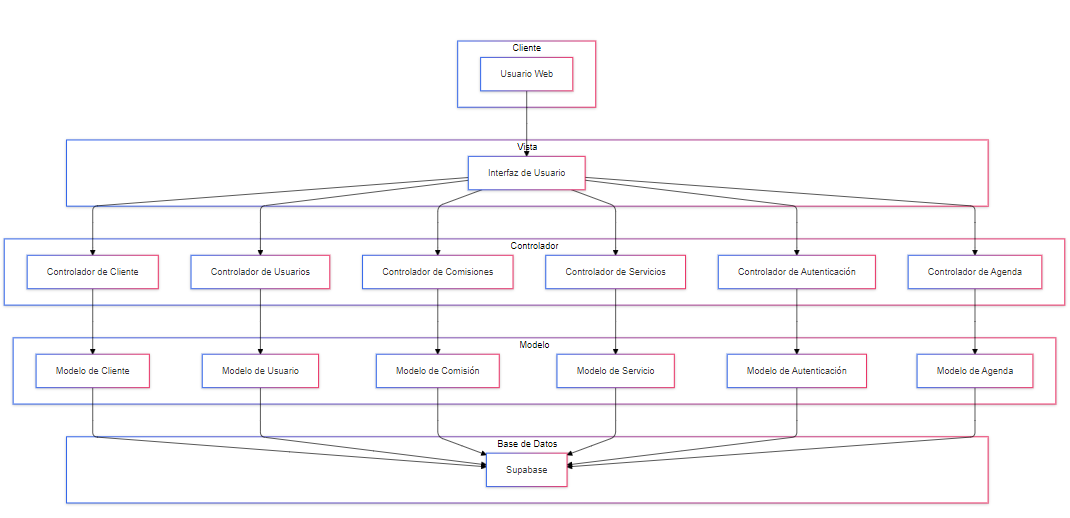 Cliente
Usuario Web
Vista
Interfaz de Usuario
Controlador
Controlador de Cliente
Controlador de Usuarios
Controlador de Comisiones
Controlador de Servicios
Controlador de Autenticación
Controlador de Agenda
Modelo
Modelo de Cliente
Modelo de Usuario
Modelo de Comisión
Modelo de Servicio
Modelo de Autenticación
Modelo de Agenda
Base de Datos
Supabase